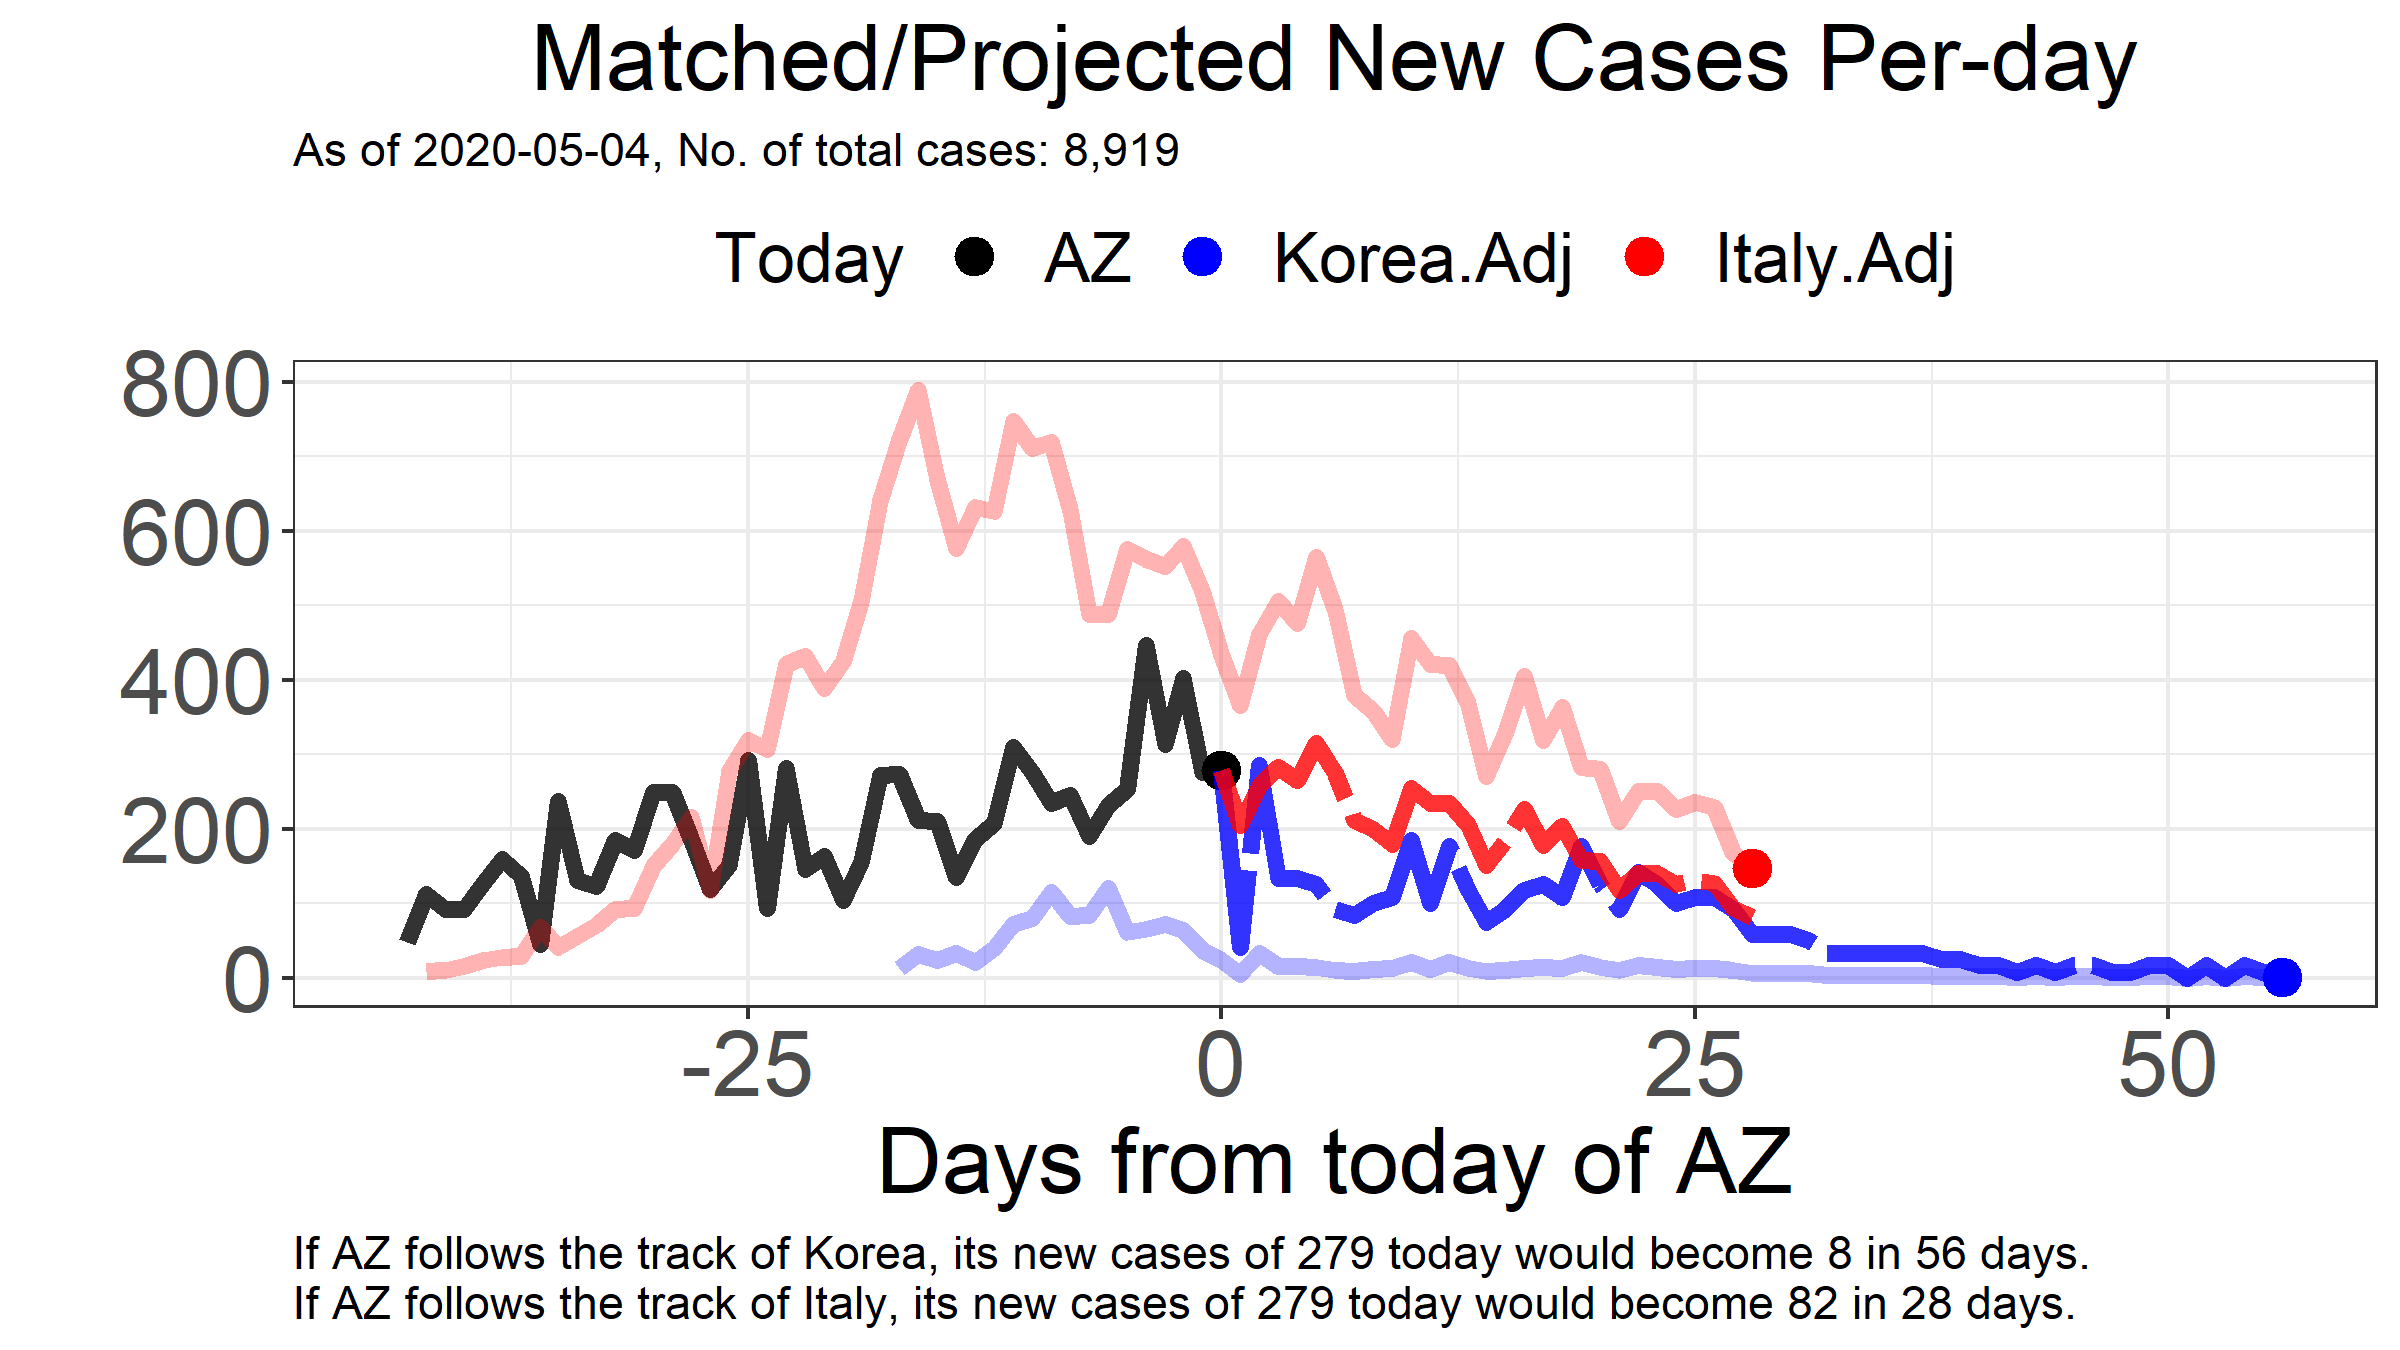 Matched/Projected New Cases Per-day
As of 2020-05-04, No. of total cases: 8,919
Today AZ Korea.Adj Italy.Adj
800
600
400
200
0
-25 0 25 50
Days from today of AZ
If AZ follows the track of Korea, its new cases of 279 today would become 8 in 56 days.
If AZ follows the track of Italy, its new cases of 279 today would become 82 in 28 days.